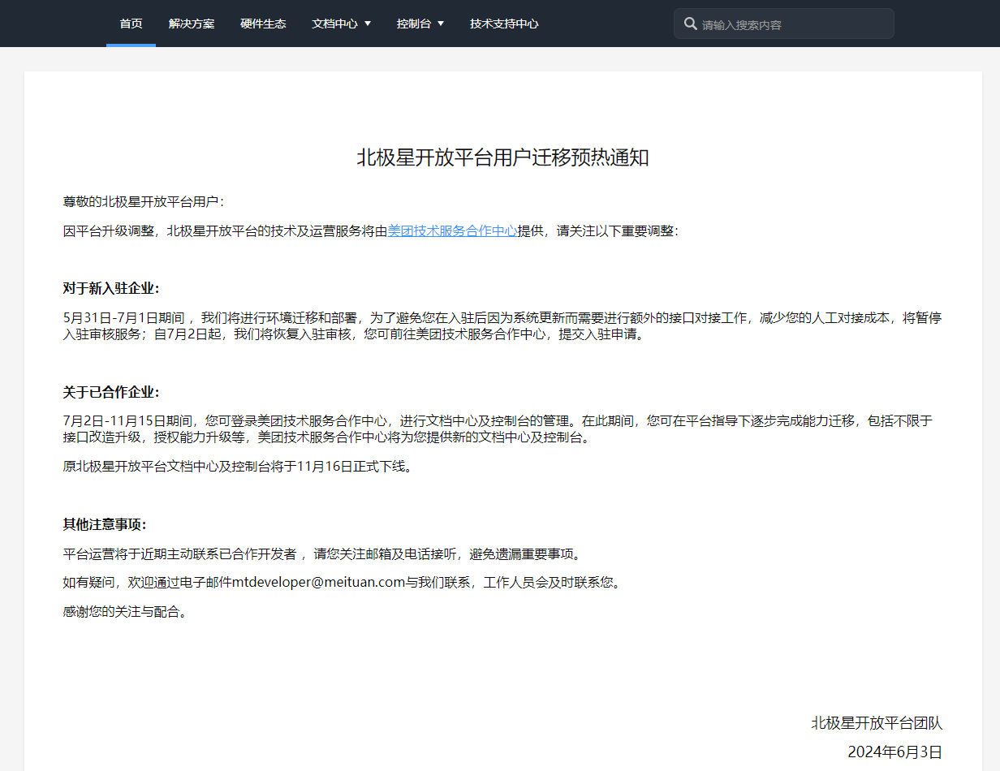 首页 解决方案 硬件生态 文档中心 控制台 技术支持中心 请输入搜索内容
北极星开放平台用户迁移预热通知
尊敬的北极星开放平台用户：
因平台升级调整，北极星开放平台的技术及运营服务将由美团技术服务合作中心提供，请关注以下重要调整：
对于新入驻企业：
5月31日-7月1日期间 ，我们将进行环境迁移和部署，为了避免您在入驻后因为系统更新而需要进行额外的接口对接工作，减少您的人工对接成本，将暂停
入驻审核服务；自7月2日起，我们将恢复入驻审核，您可前往美团技术服务合作中心，提交入驻申请。
关于已合作企业：
7月2日-11月15日期间，您可登录美团技术服务合作中心，进行文档中心及控制台的管理。在此期间，您可在平台指导下逐步完成能力迁移，包括不限于
接口改造升级，授权能力升级等，美团技术服务合作中心将为您提供新的文档中心及控制台。
原北极星开放平台文档中心及控制台将于11月16日正式下线。
其他注意事项：
平台运营将于近期主动联系已合作开发者 ，请您关注邮箱及电话接听，避免遗漏重要事项。
如有疑问，欢迎通过电子邮件mtdeveloper@meituan.com与我们联系，工作人员会及时联系您。
感谢您的关注与配合。
北极星开放平台团队
2024年6月3日